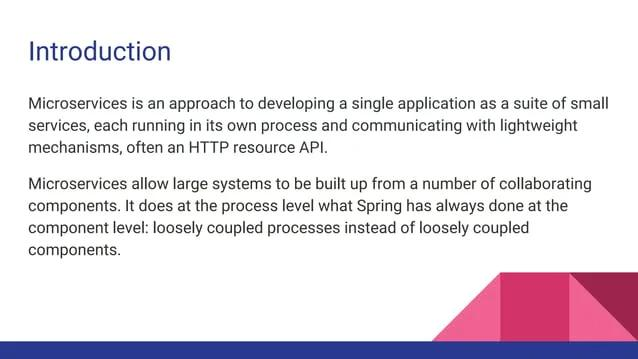 Introduction
Microservices is an approach to developing a single application as a suite of small
services, each running in its own process and communicating with lightweight
mechanisms, often an HTTP resource API.
Microservices allow large systems to be built up from a number of collaborating
components. It does at the process level what Spring has always done at the
component level: loosely coupled processes instead of loosely coupled
components.